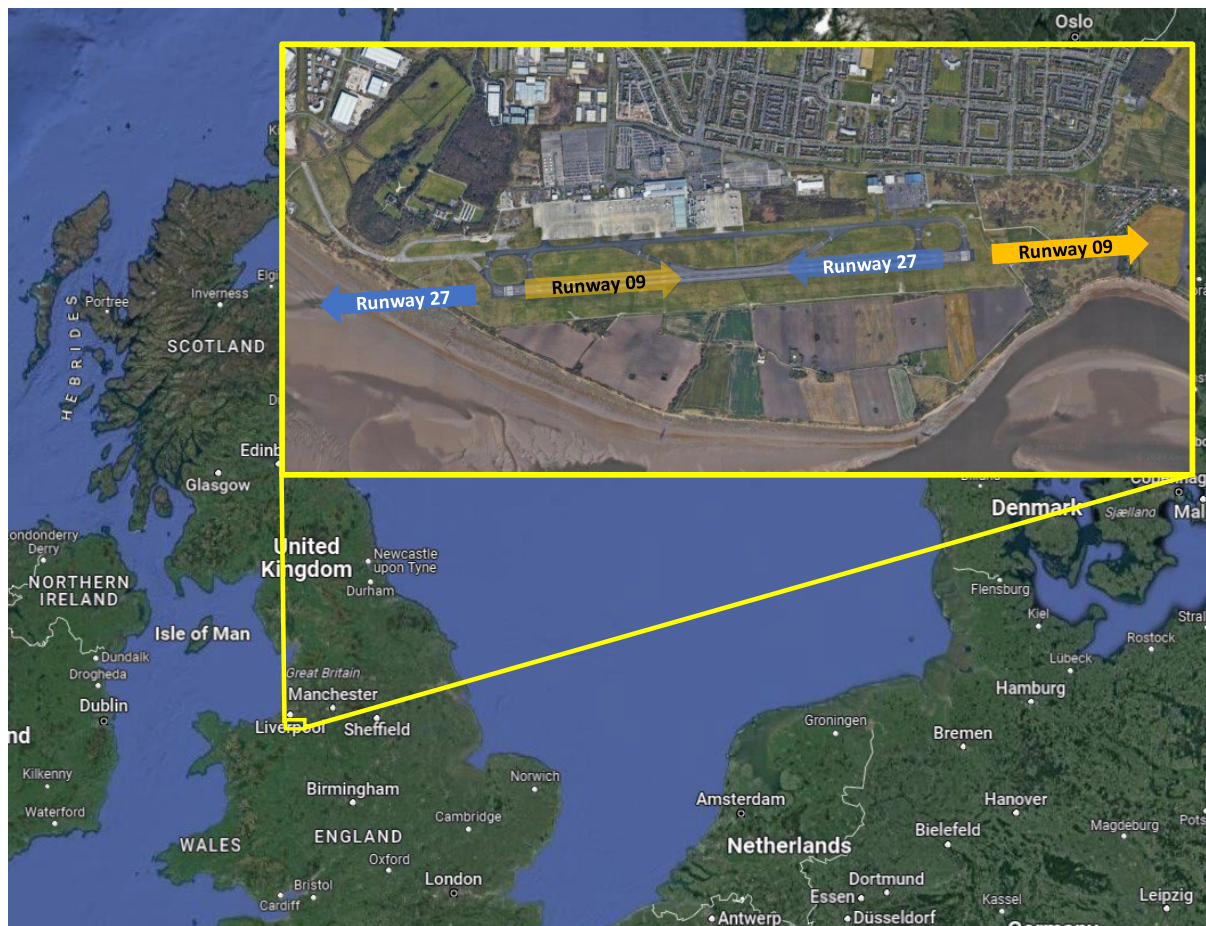 Oslo
Runway 09
Runway 27
Runway 09
Runway 27
HEBRIDES
Portree
Inverness
Elgi
SCOTLAND
Edinb
Glasgow
Londonderry
Derry
NORTHERN
IRELAND
United
Kingdom
Newcastle
upon Tyne
Durham
Isle of Man
Dundalk
Drogheda
Dublin
Great Britain
Manchester
Liverpool
Sheffield
nd
Kilkenny
Waterford
Birmingham
Norwich
Cambridge
WALES
ENGLAND
Oxford
London
Bristol
Cardiff
Copenhag
Denmark
Sjælland
Mal
Flensburg
Kiel
Stral
Rostock
Lübeck
Hamburg
Groningen
Bremen
Amsterdam
Hanover
Netherlands
Bielefeld
Magdeburg
Pots
Dortmund
Essen
Düsseldorf
Kassel
Leipzig
Antwerp
Germany